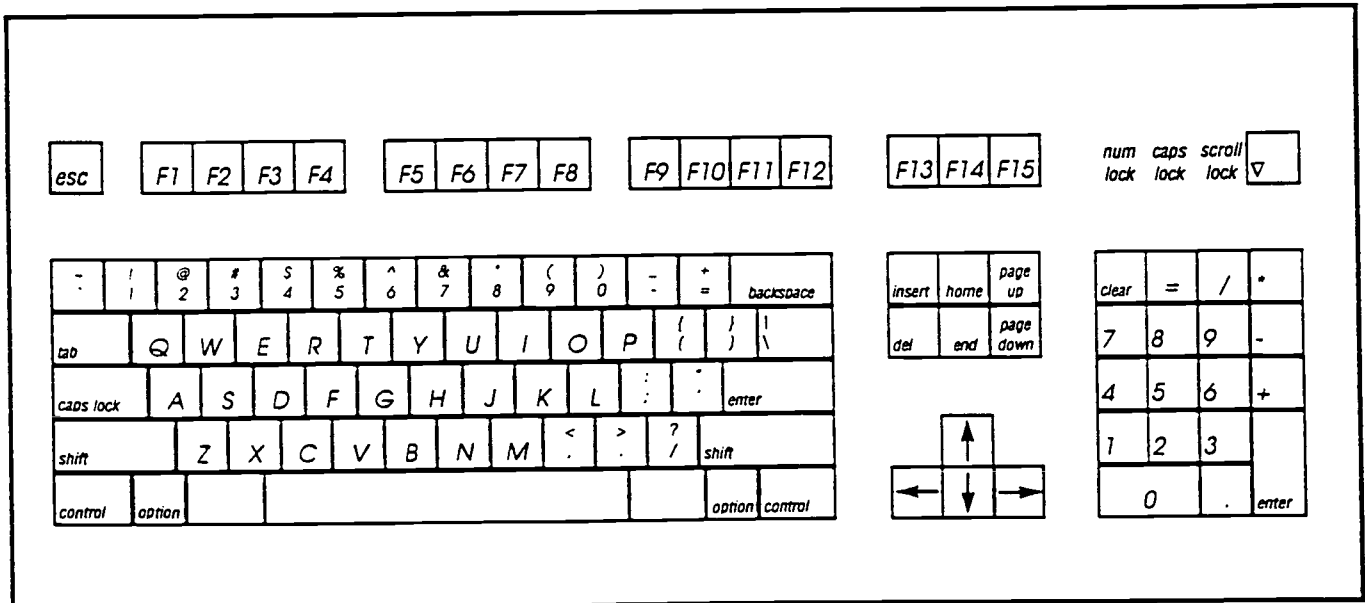 esc F1 F2 F3 F4 F5 F6 F7 F8 F9 F10 F11 F12 F13 F14 F15 num lock caps lock scroll lock
! @ # $ % ^ & ( ) - +
1 2 3 4 5 6 7 8 9 0 - = backspace
insert home page up
clear = / *
tab Q W E R T Y U I O P { } |
[ ] \
del end page down
7 8 9 -
caps lock A S D F G H J K L : enter
4 5 6 +
shift Z X C V B N M < > ? shift
/
1 2 3
control option option control
0 . enter